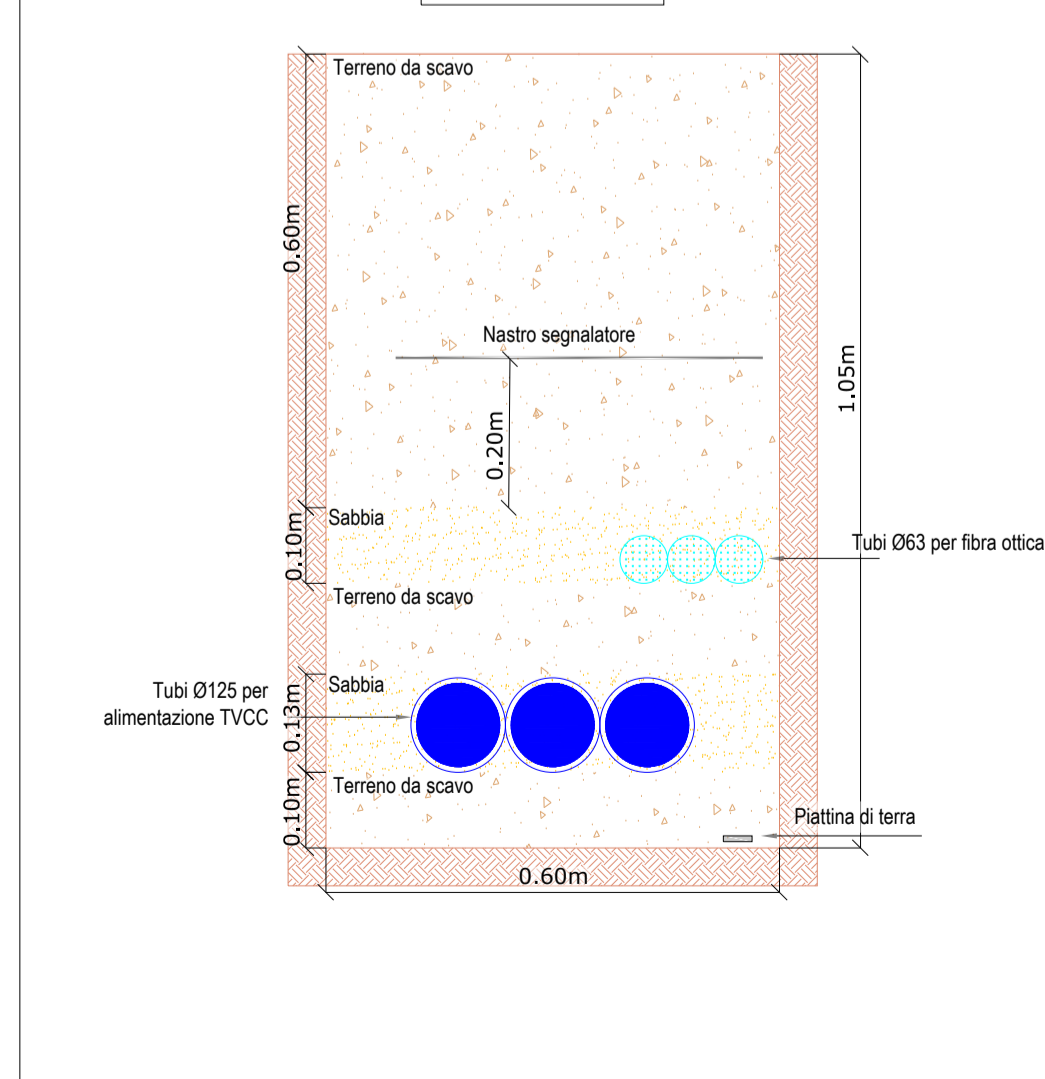 Terreno da scavo
0.60m
Nastro segnalatore
1.05m
0.20m
Sabbia
0.10m
Tubi Ø63 per fibra ottica
Terreno da scavo
Sabbia
Tubi Ø125 per
alimentazione TVCC
0.13m
Terreno da scavo
0.10m
Piattina di terra
0.60m